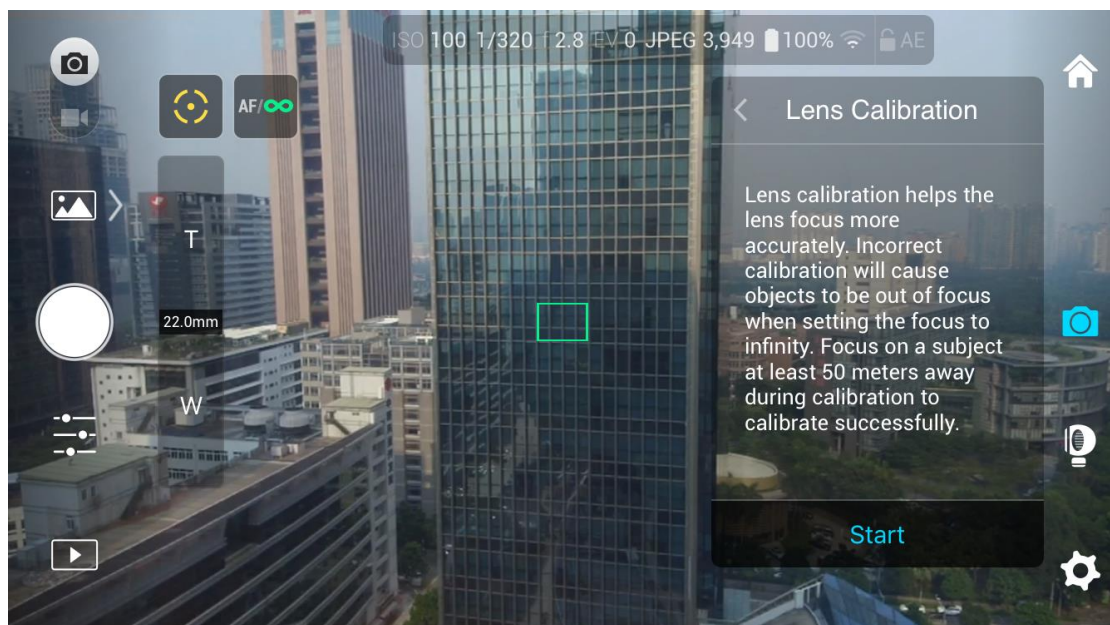 ISO 100 1/320 f 2.8 EV 0 JPEG 3,949 100% AE
AF/∞
Lens Calibration
T
22.0mm
W
Lens calibration helps the
lens focus more
accurately. Incorrect
calibration will cause
objects to be out of focus
when setting the focus to
infinity. Focus on a subject
at least 50 meters away
during calibration to
calibrate successfully.
Start